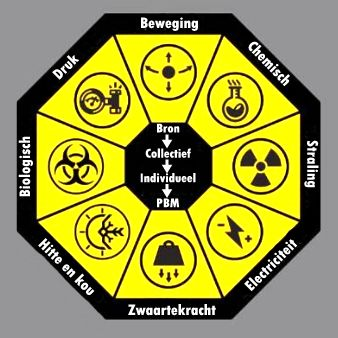 Beweging
Chemisch
Straling
Electriciteit
Zwaartekracht
Hitte en kou
Biologisch
Druk
Bron
Collectief
Individueel
PBM